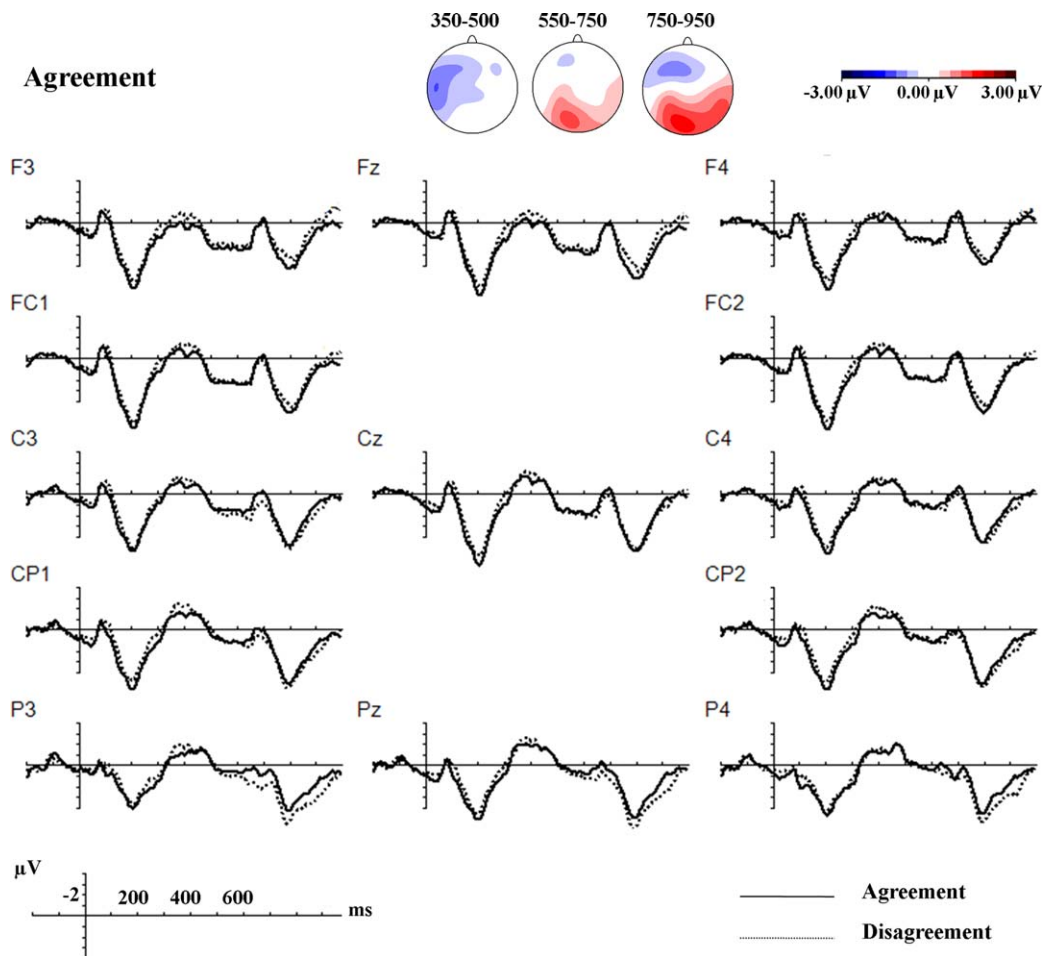 350-500 550-750 750-950
Agreement
-3.00 µV 0.00 µV 3.00 µV
F3 Fz F4
FC1 FC2
C3 Cz C4
CP1 CP2
P3 Pz P4
µV
-2 200 400 600
ms
Agreement
Disagreement